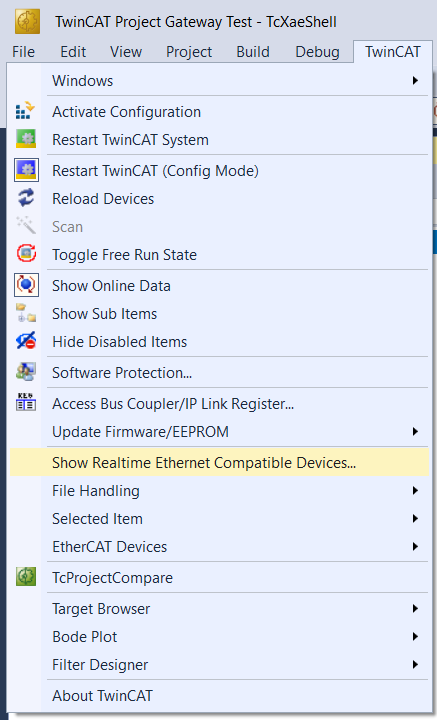 TwinCAT Project Gateway Test - TcXaeShell
File Edit View Project Build Debug TwinCAT
Windows
Activate Configuration
Restart TwinCAT System
Restart TwinCAT (Config Mode)
Reload Devices
Scan
Toggle Free Run State
Show Online Data
Show Sub Items
Hide Disabled Items
Software Protection...
Access Bus Coupler/IP Link Register...
Update Firmware/EEPROM
Show Realtime Ethernet Compatible Devices...
File Handling
Selected Item
EtherCAT Devices
TcProjectCompare
Target Browser
Bode Plot
Filter Designer
About TwinCAT